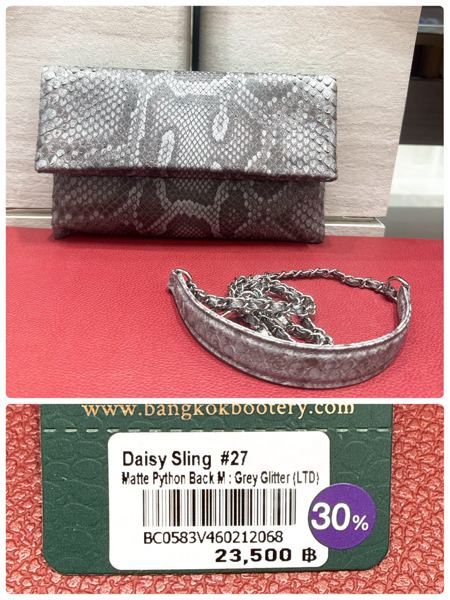 www.bangkokbootery.com
Daisy Sling #27
Matte Python Back M : Grey Glitter (LTD)
BC0583V460212068
30%
23,500 ฿